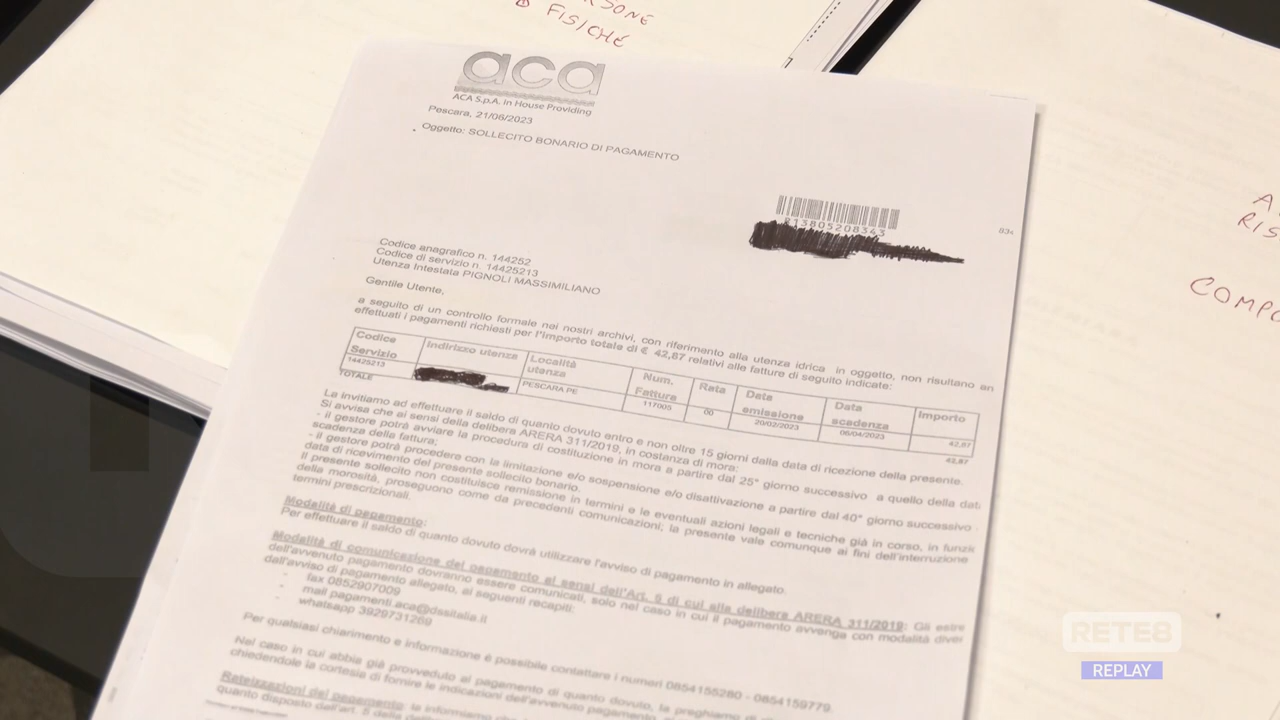 PERSONE
FISICHE
aca
ACA S.p.A. in House Providing
Pescara, 21/06/2023
Oggetto: SOLLECITO BONARIO DI PAGAMENTO
R13805208343
Codice anagrafico n. 144252
Codice di servizio n. 14425213
Utenza Intestata PIGNOLI MASSIMILIANO
Gentile Utente,
a seguito di un controllo formale nei nostri archivi, con riferimento alla utenza idrica in oggetto, non risultano an
effettuati i pagamenti richiesti per l'importo totale di € 42,87 relativi alle fatture di seguito indicate:
Codice Servizio Indirizzo utenza Località utenza Num. Fattura Rata Data emissione Data scadenza Importo
14425213 PESCARA PE 117005 00 20/02/2023 06/04/2023 42,87
TOTALE 42,87
La invitiamo ad effettuare il saldo di quanto dovuto entro e non oltre 15 giorni dalla data di ricezione della presente.
Si avvisa che ai sensi della delibera ARERA 311/2019, in costanza di mora:
- il gestore potrà avviare la procedura di costituzione in mora a partire dal 25° giorno successivo a quello della dat
scadenza della fattura;
- il gestore potrà procedere con la limitazione e/o sospensione e/o disattivazione a partire dal 40° giorno successivo
data di ricevimento del presente sollecito bonario.
Il presente sollecito non costituisce remissione in termini e le eventuali azioni legali e tecniche già in corso, in funzi
della morosità, proseguono come da precedenti comunicazioni; la presente vale comunque ai fini dell'interruzione
termini prescrizionali.
Modalità di pagamento:
Per effettuare il saldo di quanto dovuto dovrà utilizzare l'avviso di pagamento in allegato.
Modalità di comunicazione del pagamento ai sensi dell'Art. 5 di cui alla delibera ARERA 311/2019: Gli estre
dell'avvenuto pagamento dovranno essere comunicati, solo nel caso in cui il pagamento avvenga con modalità diver
dall'avviso di pagamento allegato, ai seguenti recapiti:
- fax 0852907009
- mail pagamenti.aca@dssitalia.it
- whatsapp 3929731269
Per qualsiasi chiarimento e informazione è possibile contattare i numeri 0854155280 - 0854159779.
Nel caso in cui abbia già provveduto al pagamento di quanto dovuto, la preghiamo di
chiedendole la cortesia di fornire le indicazioni dell'avvenuto pagamento,
Rateizzazioni del pagamento: la informiamo che
quanto disposto dall'art. 5 della
RIS
COMPO
RETE8
REPLAY